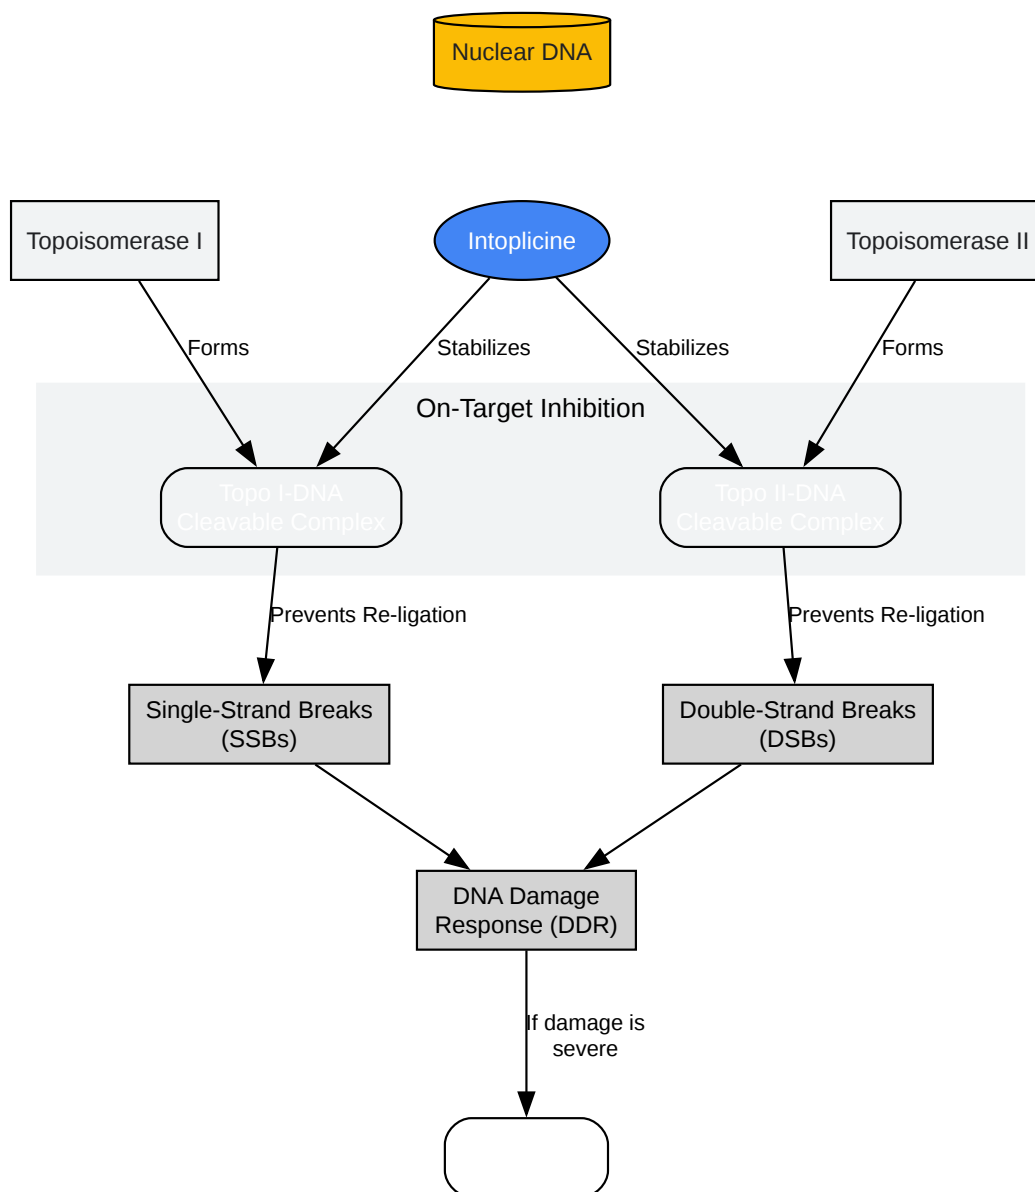 Nuclear DNA
Topoisomerase I
Intoplicine
Topoisomerase II
Forms
Stabilizes
Stabilizes
Forms
On-Target Inhibition
Topo I-DNA
Cleavable Complex
Topo II-DNA
Cleavable Complex
Prevents Re-ligation
Prevents Re-ligation
Single-Strand Breaks
(SSBs)
Double-Strand Breaks
(DSBs)
DNA Damage
Response (DDR)
If damage is
severe